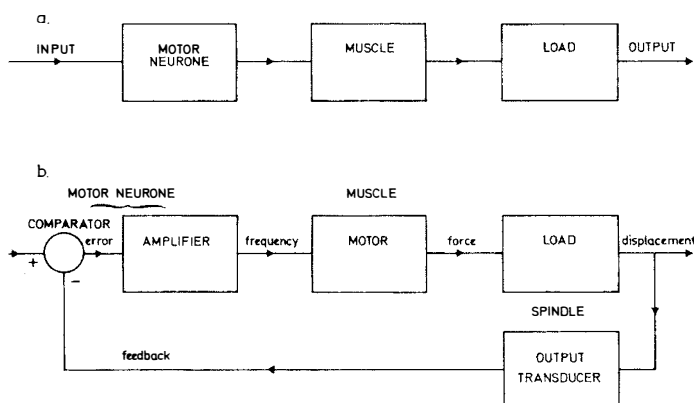 a.
INPUT
MOTOR
NEURONE
MUSCLE
LOAD
OUTPUT
b.
MOTOR NEURONE
MUSCLE
COMPARATOR
error
AMPLIFIER
frequency
MOTOR
force
LOAD
displacement
+
−
SPINDLE
feedback
OUTPUT
TRANSDUCER